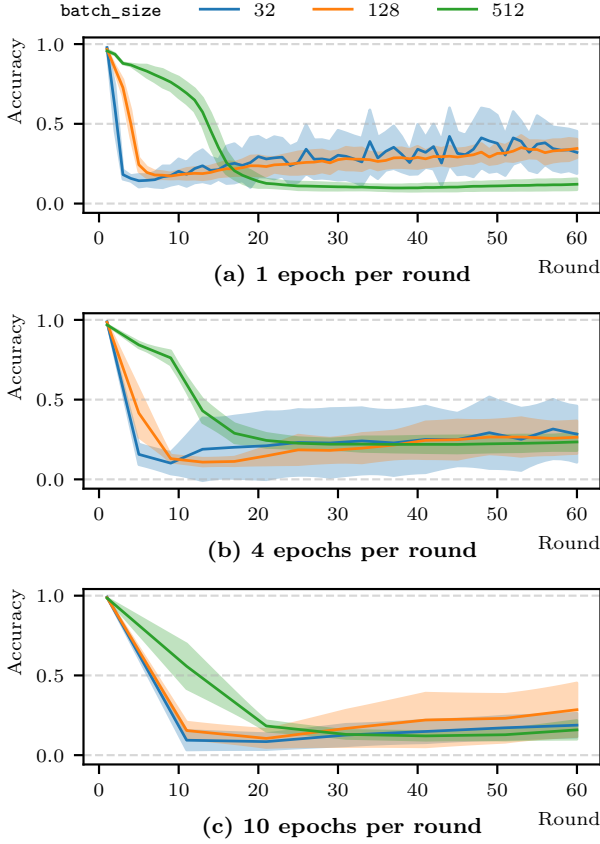 batch_size 32 128 512
Accuracy
1.0
0.5
0.0
0 10 20 30 40 50 60
Round
(a) 1 epoch per round
Accuracy
1.0
0.5
0.0
0 10 20 30 40 50 60
Round
(b) 4 epochs per round
Accuracy
1.0
0.5
0.0
0 10 20 30 40 50 60
Round
(c) 10 epochs per round